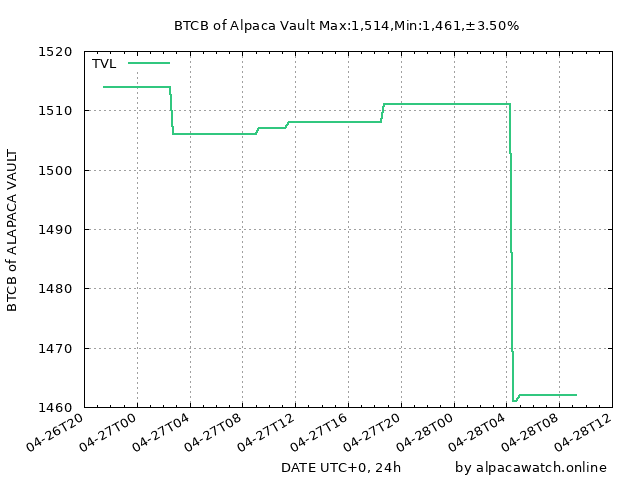 BTCB of Alpaca Vault Max:1,514,Min:1,461,±3.50%
TVL
1520
1510
1500
1490
1480
1470
1460
BTCB of ALAPACA VAULT
04-26T20
04-27T00
04-27T04
04-27T08
04-27T12
04-27T16
04-27T20
04-28T00
04-28T04
04-28T08
04-28T12
DATE UTC+0, 24h
by alpacawatch.online